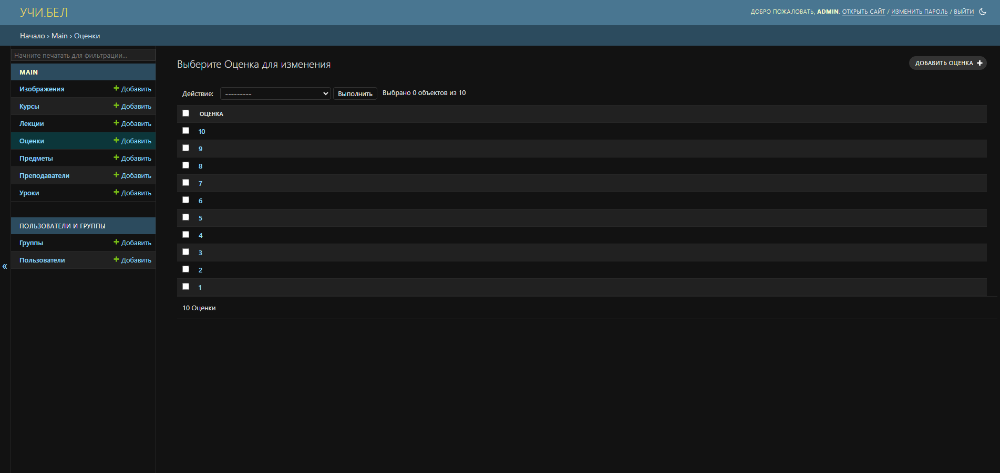 УЧИ.БЕЛ
ДОБРО ПОЖАЛОВАТЬ, ADMIN. ОТКРЫТЬ САЙТ / ИЗМЕНИТЬ ПАРОЛЬ / ВЫЙТИ
Начало › Main › Оценки
Начните печатать для фильтрации...
MAIN
Изображения + Добавить
Курсы + Добавить
Лекции + Добавить
Оценки + Добавить
Предметы + Добавить
Преподаватели + Добавить
Уроки + Добавить
ПОЛЬЗОВАТЕЛИ И ГРУППЫ
Группы + Добавить
Пользователи + Добавить
«
Выберите Оценка для изменения
ДОБАВИТЬ ОЦЕНКА +
Действие: --------- Выполнить Выбрано 0 объектов из 10
ОЦЕНКА
10
9
8
7
6
5
4
3
2
1
10 Оценки